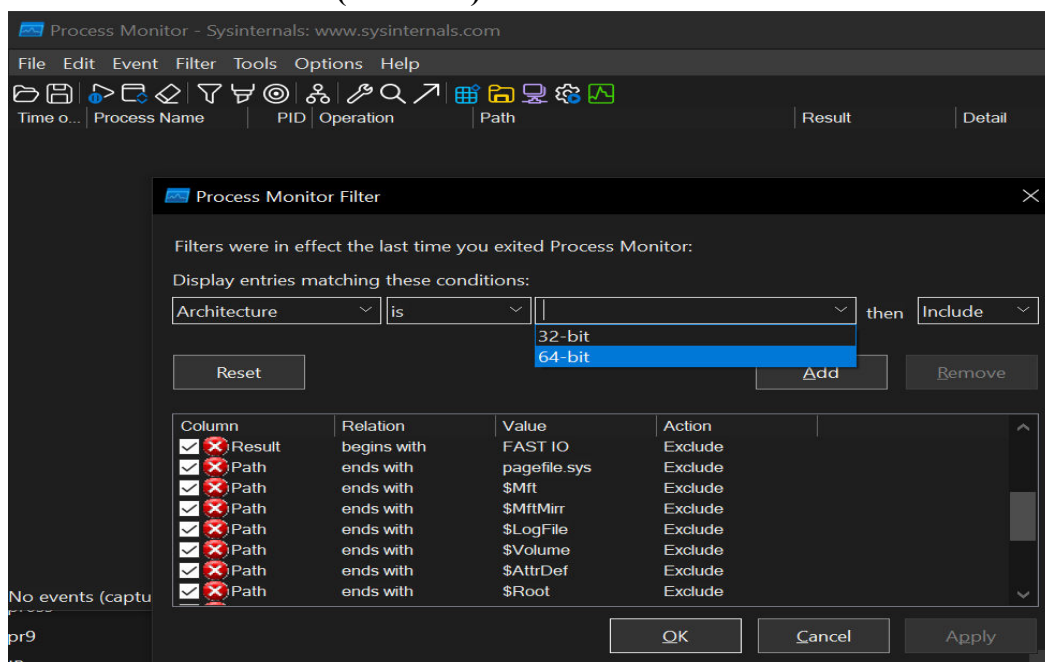 Process Monitor - Sysinternals: www.sysinternals.com
File Edit Event Filter Tools Options Help
Time o... Process Name PID Operation Path Result Detail
Process Monitor Filter
Filters were in effect the last time you exited Process Monitor:
Display entries matching these conditions:
Architecture is then Include
32-bit
64-bit
Reset Add Remove
Column Relation Value Action
Result begins with FAST IO Exclude
Path ends with pagefile.sys Exclude
Path ends with $Mft Exclude
Path ends with $MftMirr Exclude
Path ends with $LogFile Exclude
Path ends with $Volume Exclude
Path ends with $AttrDef Exclude
Path ends with $Root Exclude
No events (captu
pr9
OK Cancel Apply